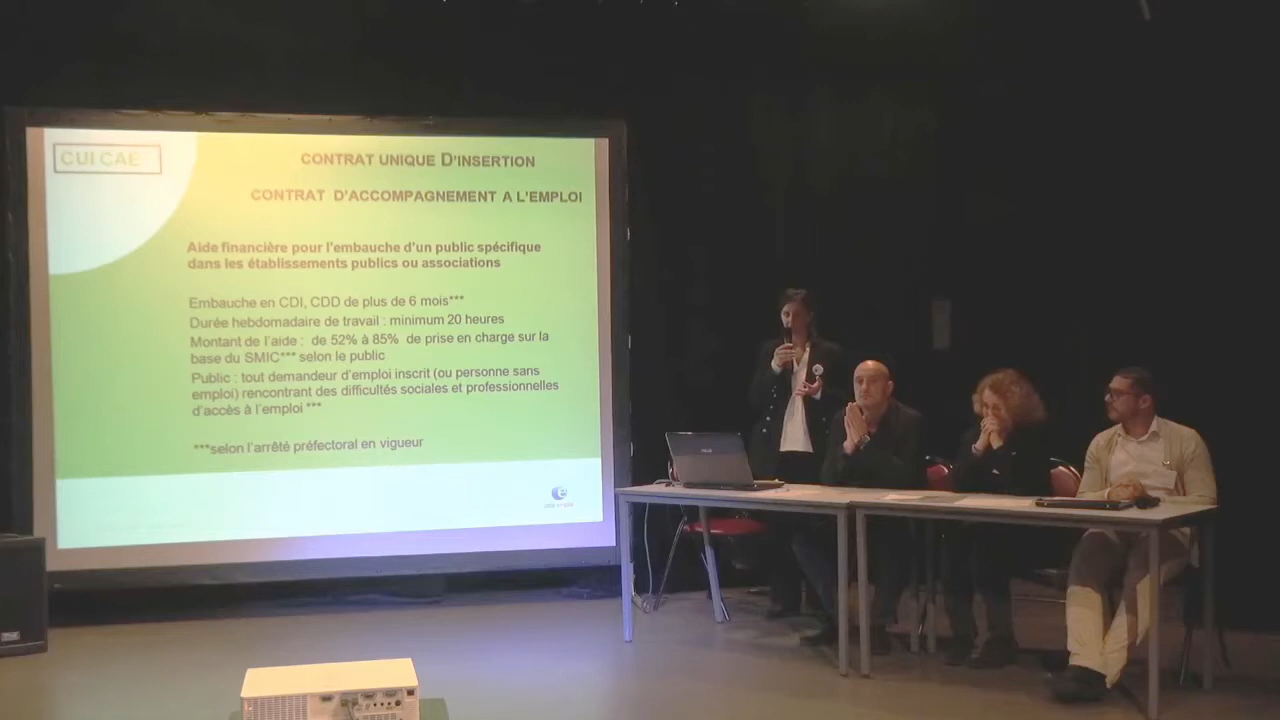 CUI CAE
CONTRAT UNIQUE D'INSERTION
CONTRAT D'ACCOMPAGNEMENT A L'EMPLOI
Aide financière pour l'embauche d'un public spécifique
dans les établissements publics ou associations
Embauche en CDI, CDD de plus de 6 mois***
Durée hebdomadaire de travail : minimum 20 heures
Montant de l'aide : de 52% à 85% de prise en charge sur la
base du SMIC*** selon le public
Public : tout demandeur d'emploi inscrit (ou personne sans
emploi) rencontrant des difficultés sociales et professionnelles
d'accès à l'emploi ***
***selon l'arrêté préfectoral en vigueur